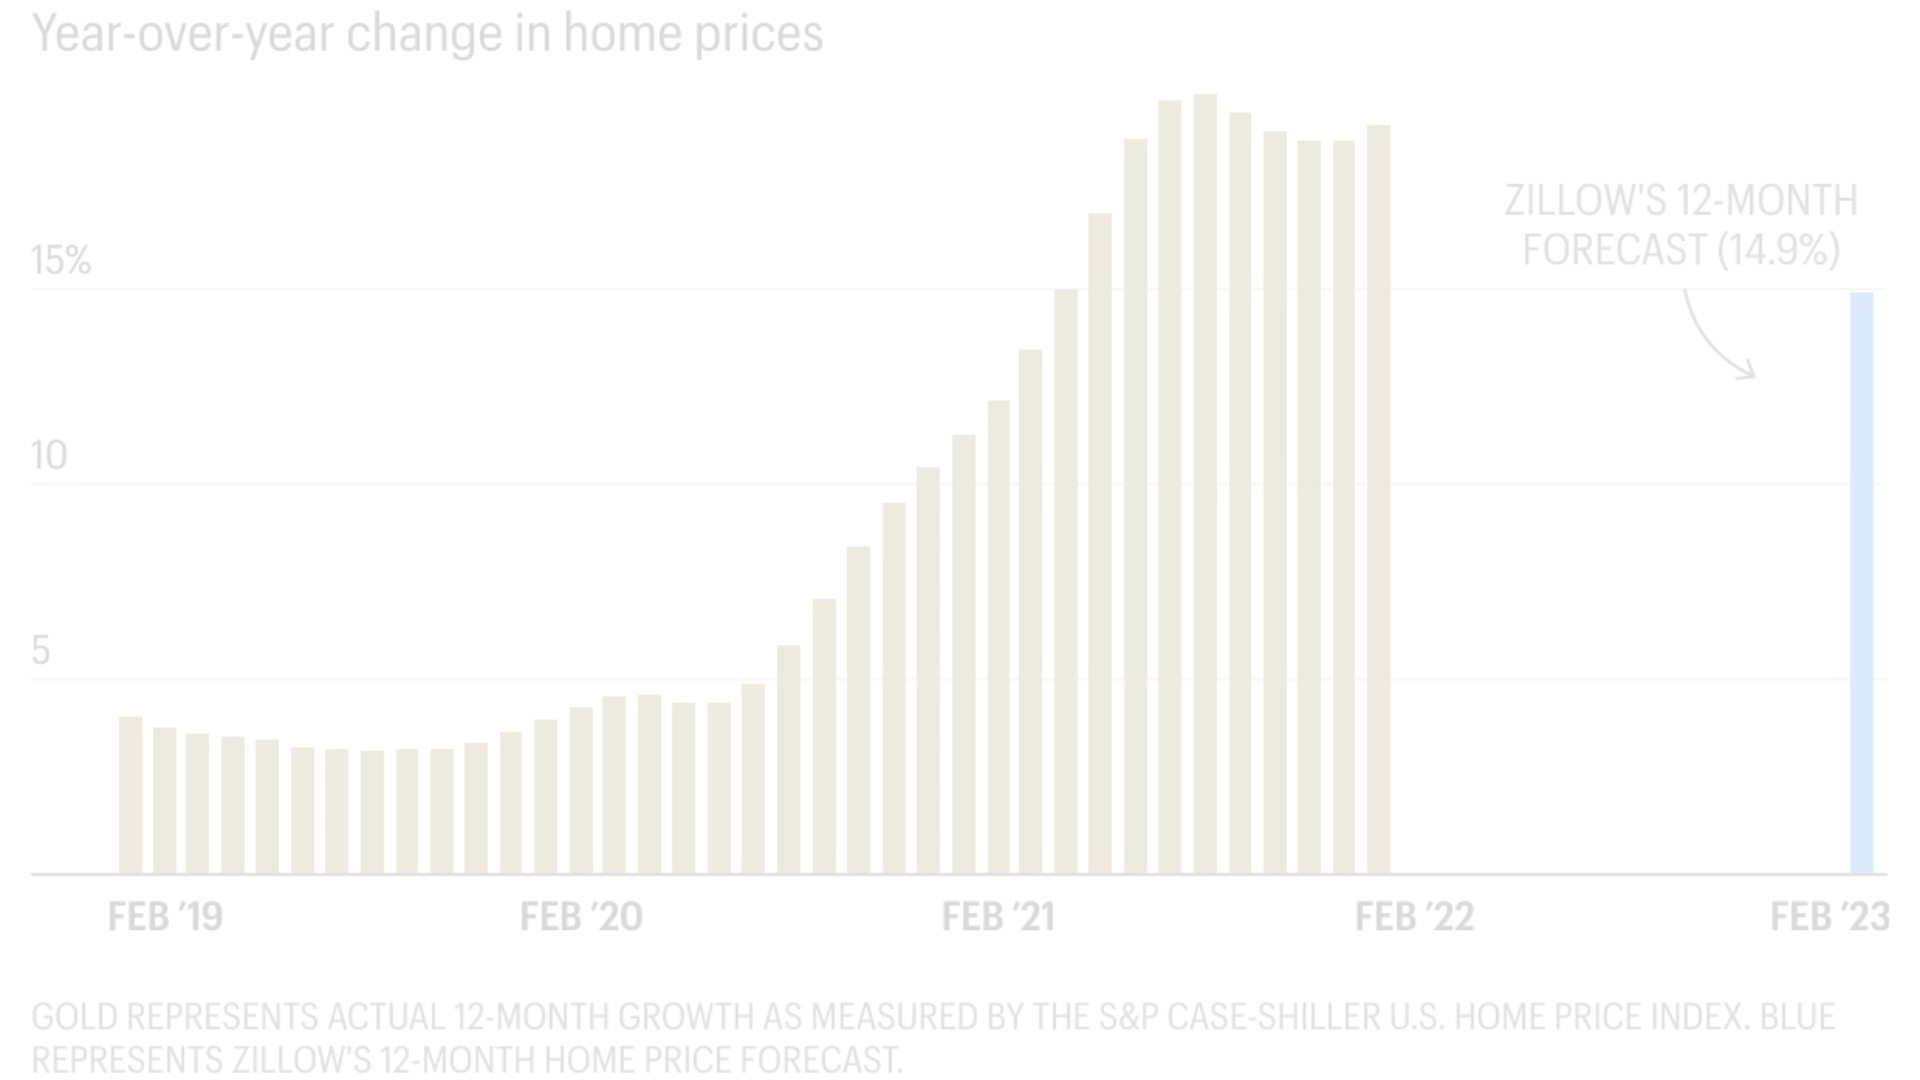 Year-over-year change in home prices
ZILLOW'S 12-MONTH
FORECAST (14.9%)
15%
10
5
FEB ’19
FEB ’20
FEB ’21
FEB ’22
FEB ’23
GOLD REPRESENTS ACTUAL 12-MONTH GROWTH AS MEASURED BY THE S&P CASE-SHILLER U.S. HOME PRICE INDEX. BLUE
REPRESENTS ZILLOW'S 12-MONTH HOME PRICE FORECAST.